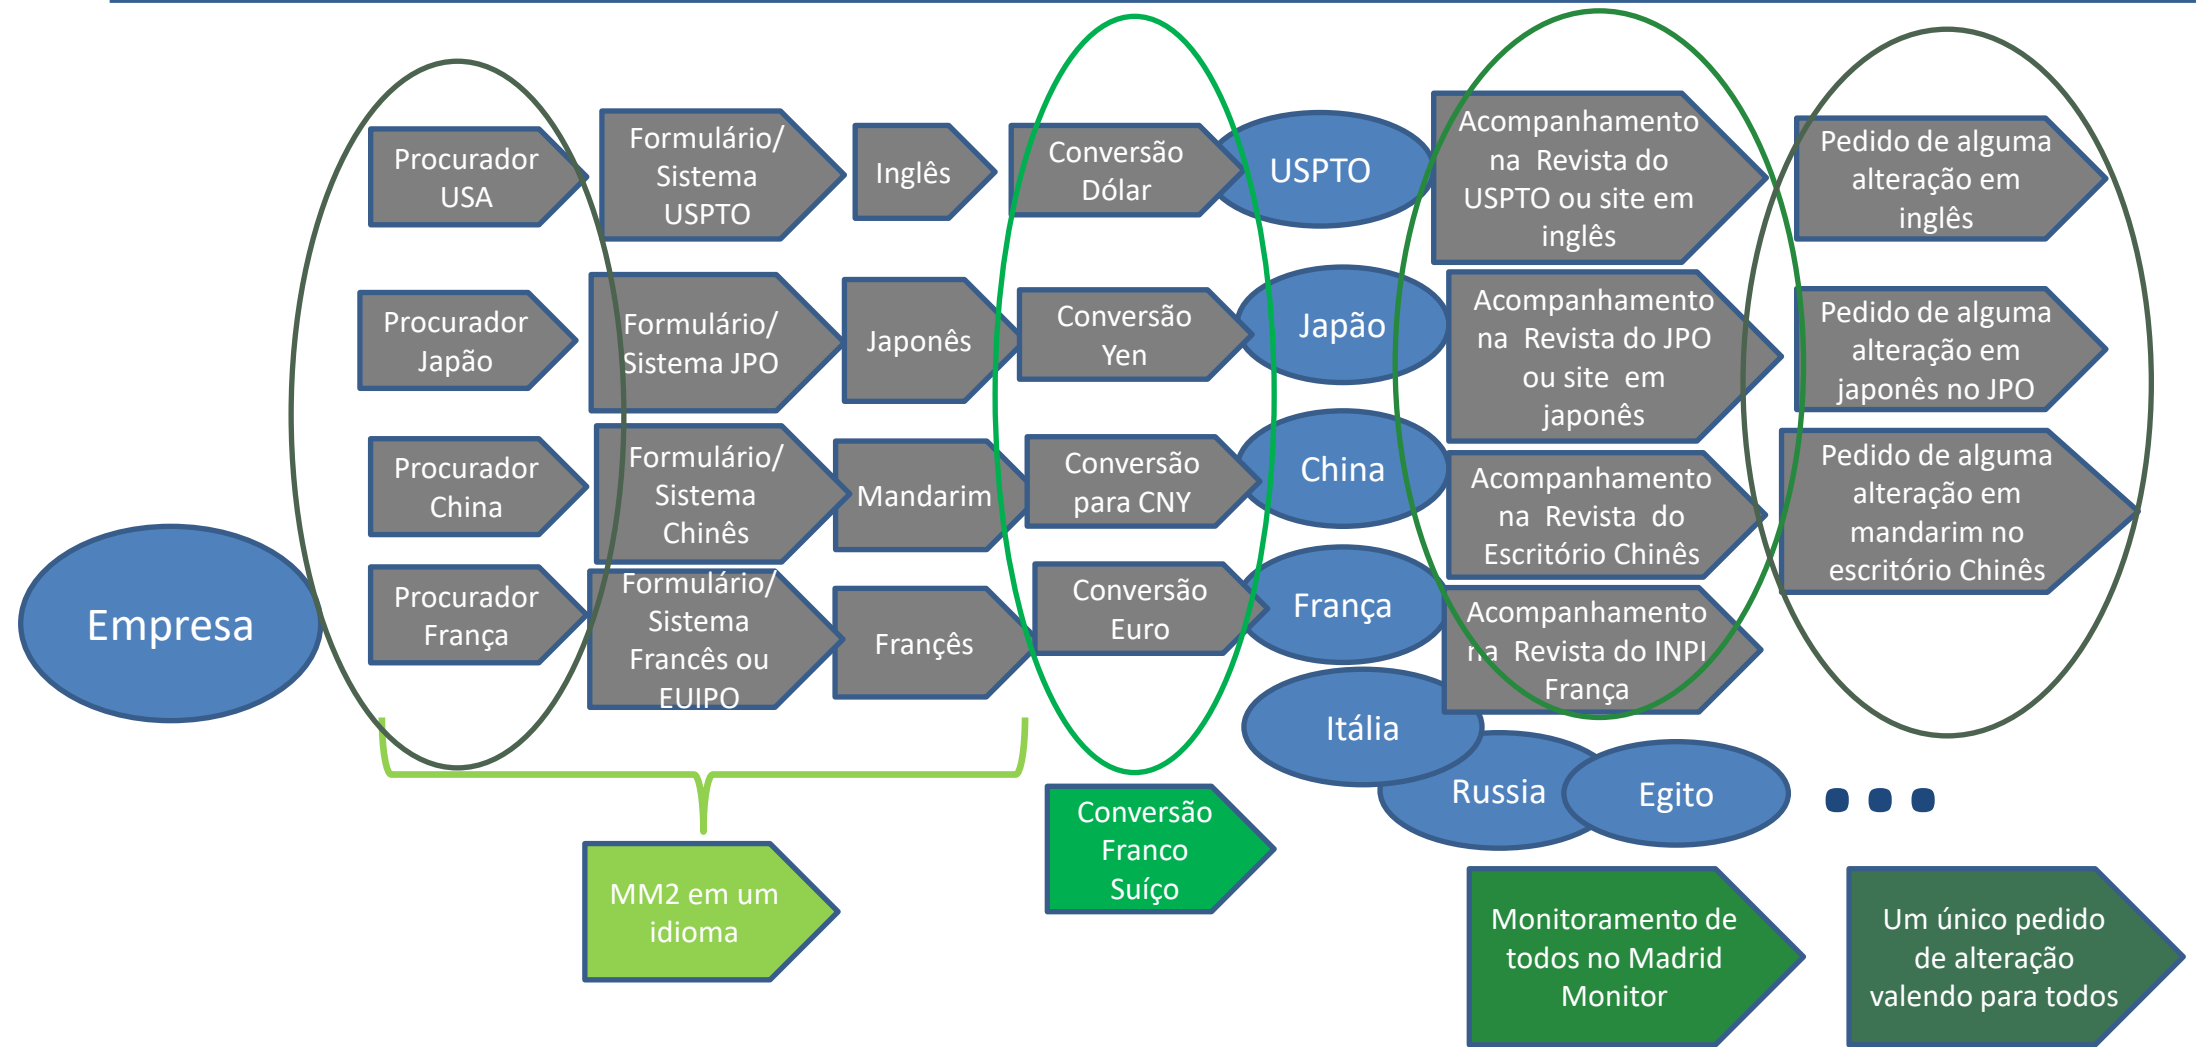 Procurador
USA
Formulário/
Sistema
USPTO
Inglês
Conversão
Dólar
USPTO
Acompanhamento
na Revista do
USPTO ou site em
inglês
Pedido de alguma
alteração em
inglês
Procurador
Japão
Formulário/
Sistema JPO
Japonês
Conversão
Yen
Japão
Acompanhamento
na Revista do JPO
ou site em
japonês
Pedido de alguma
alteração em
japonês no JPO
Procurador
China
Formulário/
Sistema
Chinês
Mandarim
Conversão
para CNY
China
Acompanhamento
na Revista do
Escritório Chinês
Pedido de alguma
alteração em
mandarim no
escritório Chinês
Empresa
Procurador
França
Formulário/
Sistema
Francês ou
EUIPO
Françês
Conversão
Euro
França
Acompanhamento
na Revista do INPI
França
Itália
Russia
Egito
...
MM2 em um
idioma
Conversão
Franco
Suíço
Monitoramento de
todos no Madrid
Monitor
Um único pedido
de alteração
valendo para todos